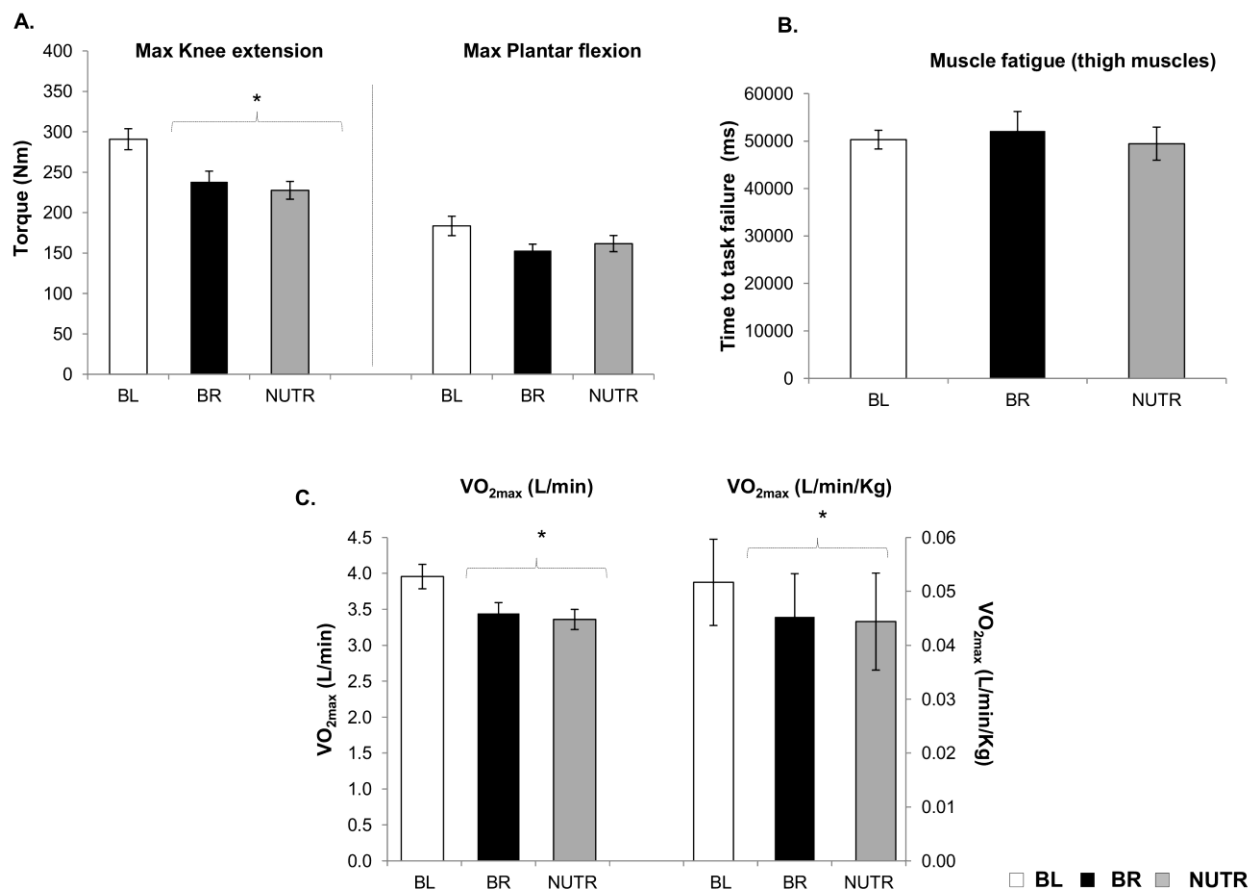 A.
Max Knee extension
Max Plantar flexion
*
Torque (Nm)
400
350
300
250
200
150
100
50
0
BL
BR
NUTR
BL
BR
NUTR
B.
Muscle fatigue (thigh muscles)
Time to task failure (ms)
60000
50000
40000
30000
20000
10000
0
BL
BR
NUTR
C.
VO2max (L/min)
VO2max (L/min/Kg)
*
*
VO2max (L/min)
4.5
4.0
3.5
3.0
2.5
2.0
1.5
1.0
0.5
0.0
BL
BR
NUTR
BL
BR
NUTR
0.06
0.05
0.04
0.03
0.02
0.01
0.00
VO2max (L/min/Kg)
BL BR NUTR